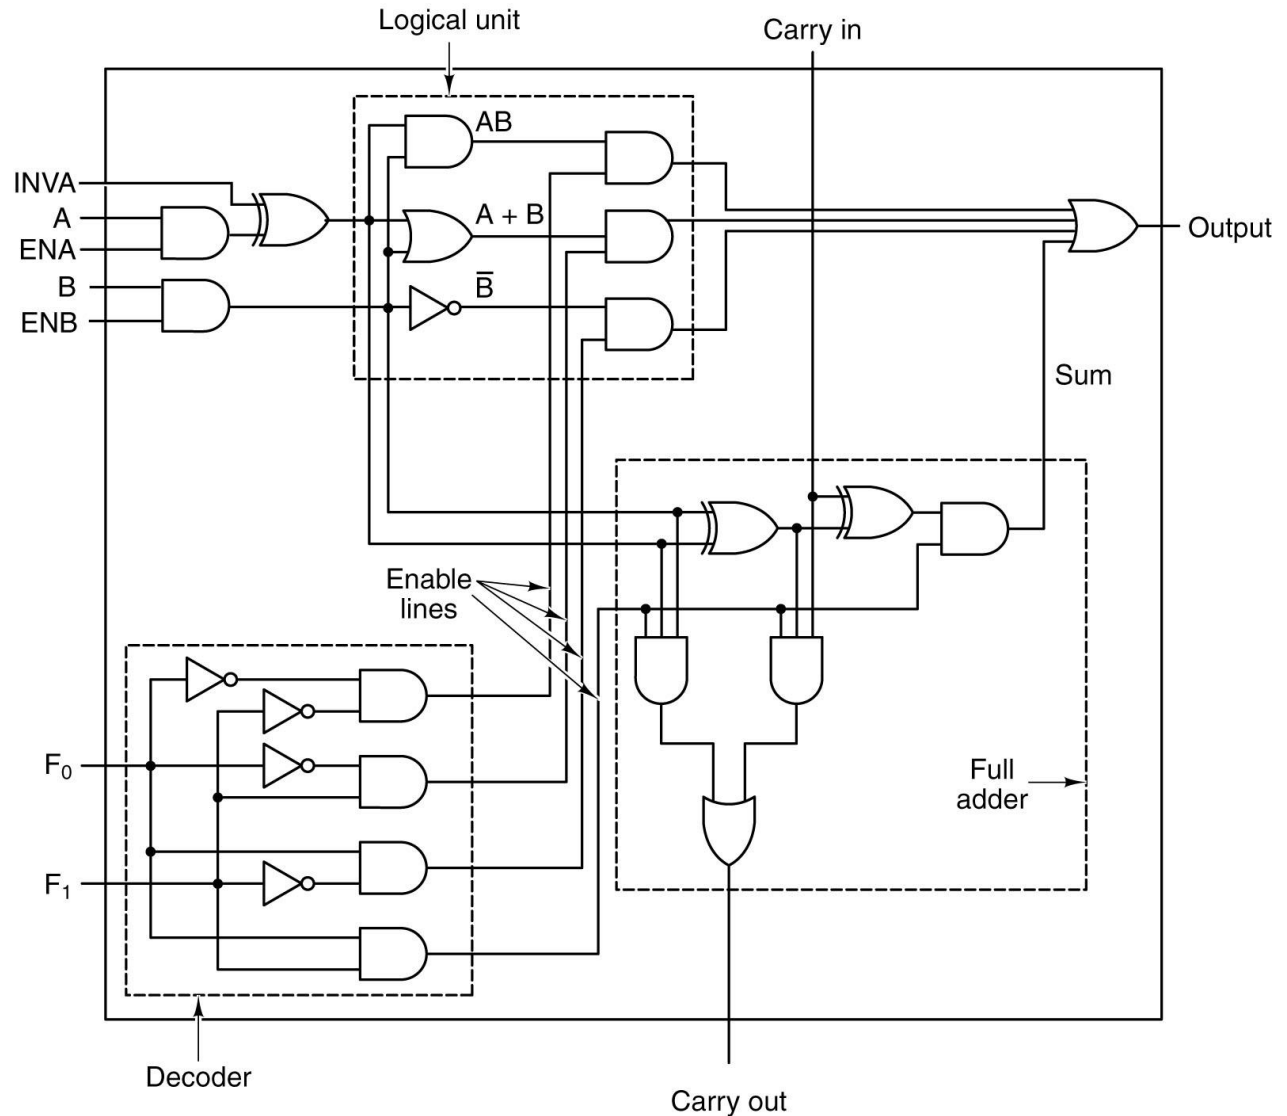 Logical unit
Carry in
AB
INVA
A
A + B
ENA
Output
B
B̅
ENB
Sum
Enable
lines
F₀
Full
adder
F₁
Decoder
Carry out